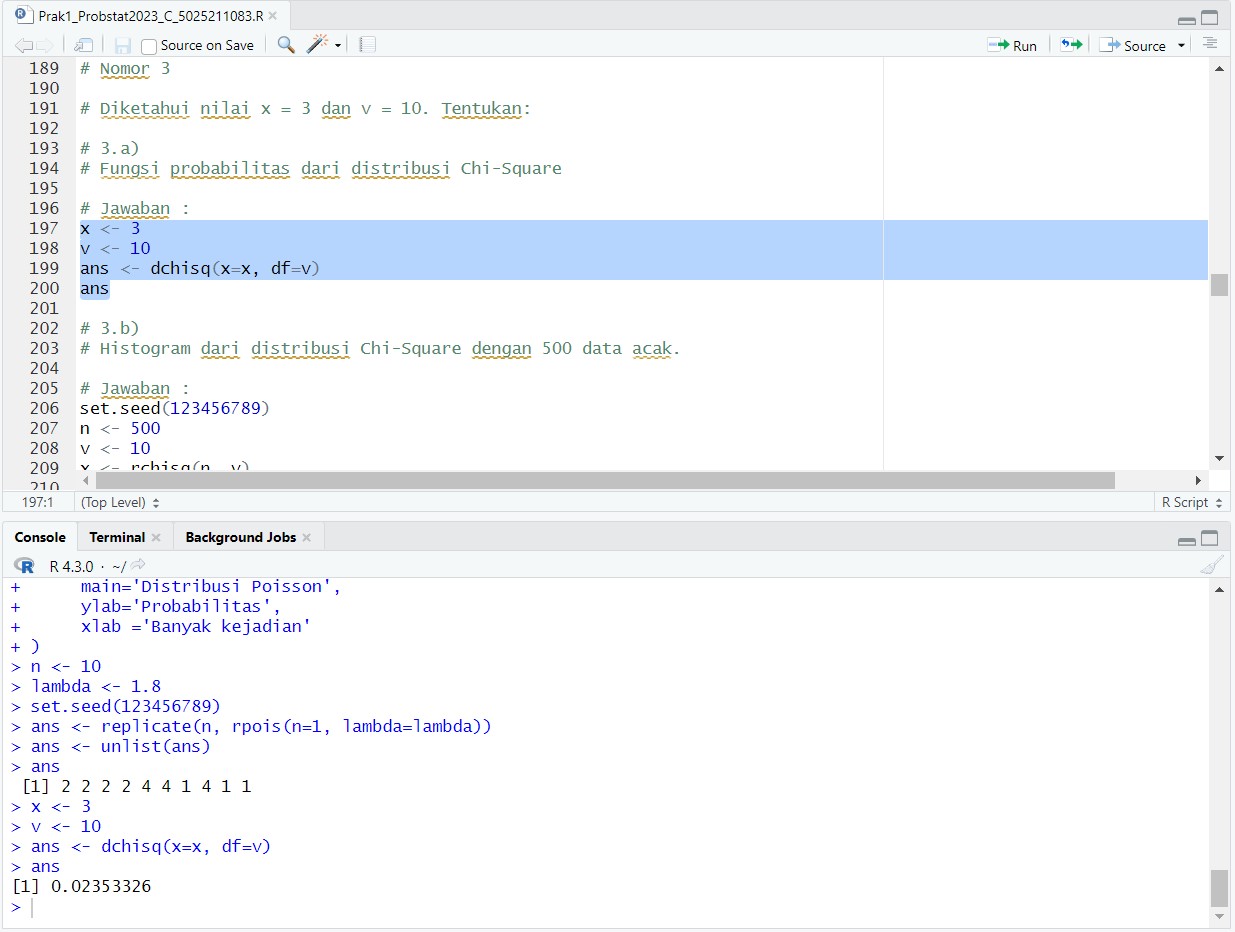 Prak1_Probstat2023_C_5025211083.R
Source on Save
Run
Source
189 # Nomor 3
190
191 # Diketahui nilai x = 3 dan v = 10. Tentukan:
192
193 # 3.a)
194 # Fungsi probabilitas dari distribusi Chi-Square
195
196 # Jawaban :
197 x <- 3
198 v <- 10
199 ans <- dchisq(x=x, df=v)
200 ans
201
202 # 3.b)
203 # Histogram dari distribusi Chi-Square dengan 500 data acak.
204
205 # Jawaban :
206 set.seed(123456789)
207 n <- 500
208 v <- 10
209 x <- rchisq(n, v)
210
197:1 (Top Level) R Script
Console Terminal Background Jobs
R R 4.3.0 · ~/
+ main='Distribusi Poisson',
+ ylab='Probabilitas',
+ xlab ='Banyak kejadian'
+ )
> n <- 10
> lambda <- 1.8
> set.seed(123456789)
> ans <- replicate(n, rpois(n=1, lambda=lambda))
> ans <- unlist(ans)
> ans
[1] 2 2 2 2 4 4 1 4 1 1
> x <- 3
> v <- 10
> ans <- dchisq(x=x, df=v)
> ans
[1] 0.02353326
>